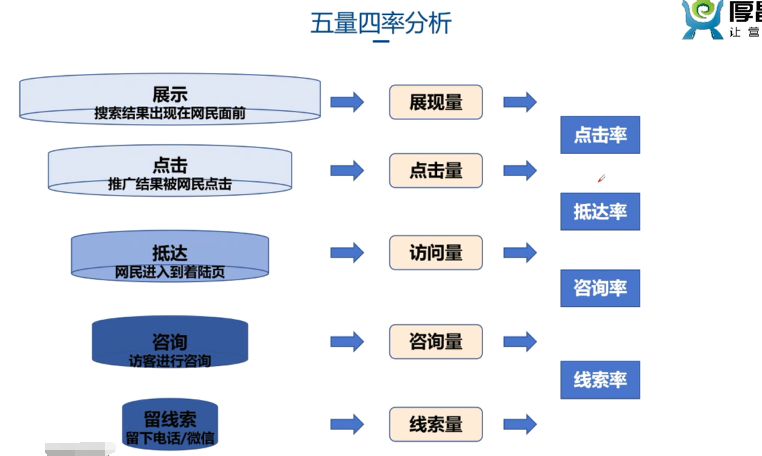 五量四率分析
厚昌
让营
展示
搜索结果出现在网民面前
展现量
点击率
点击
推广结果被网民点击
点击量
抵达率
抵达
网民进入到着陆页
访问量
咨询率
咨询
访客进行咨询
咨询量
线索率
留线索
留下电话/微信
线索量